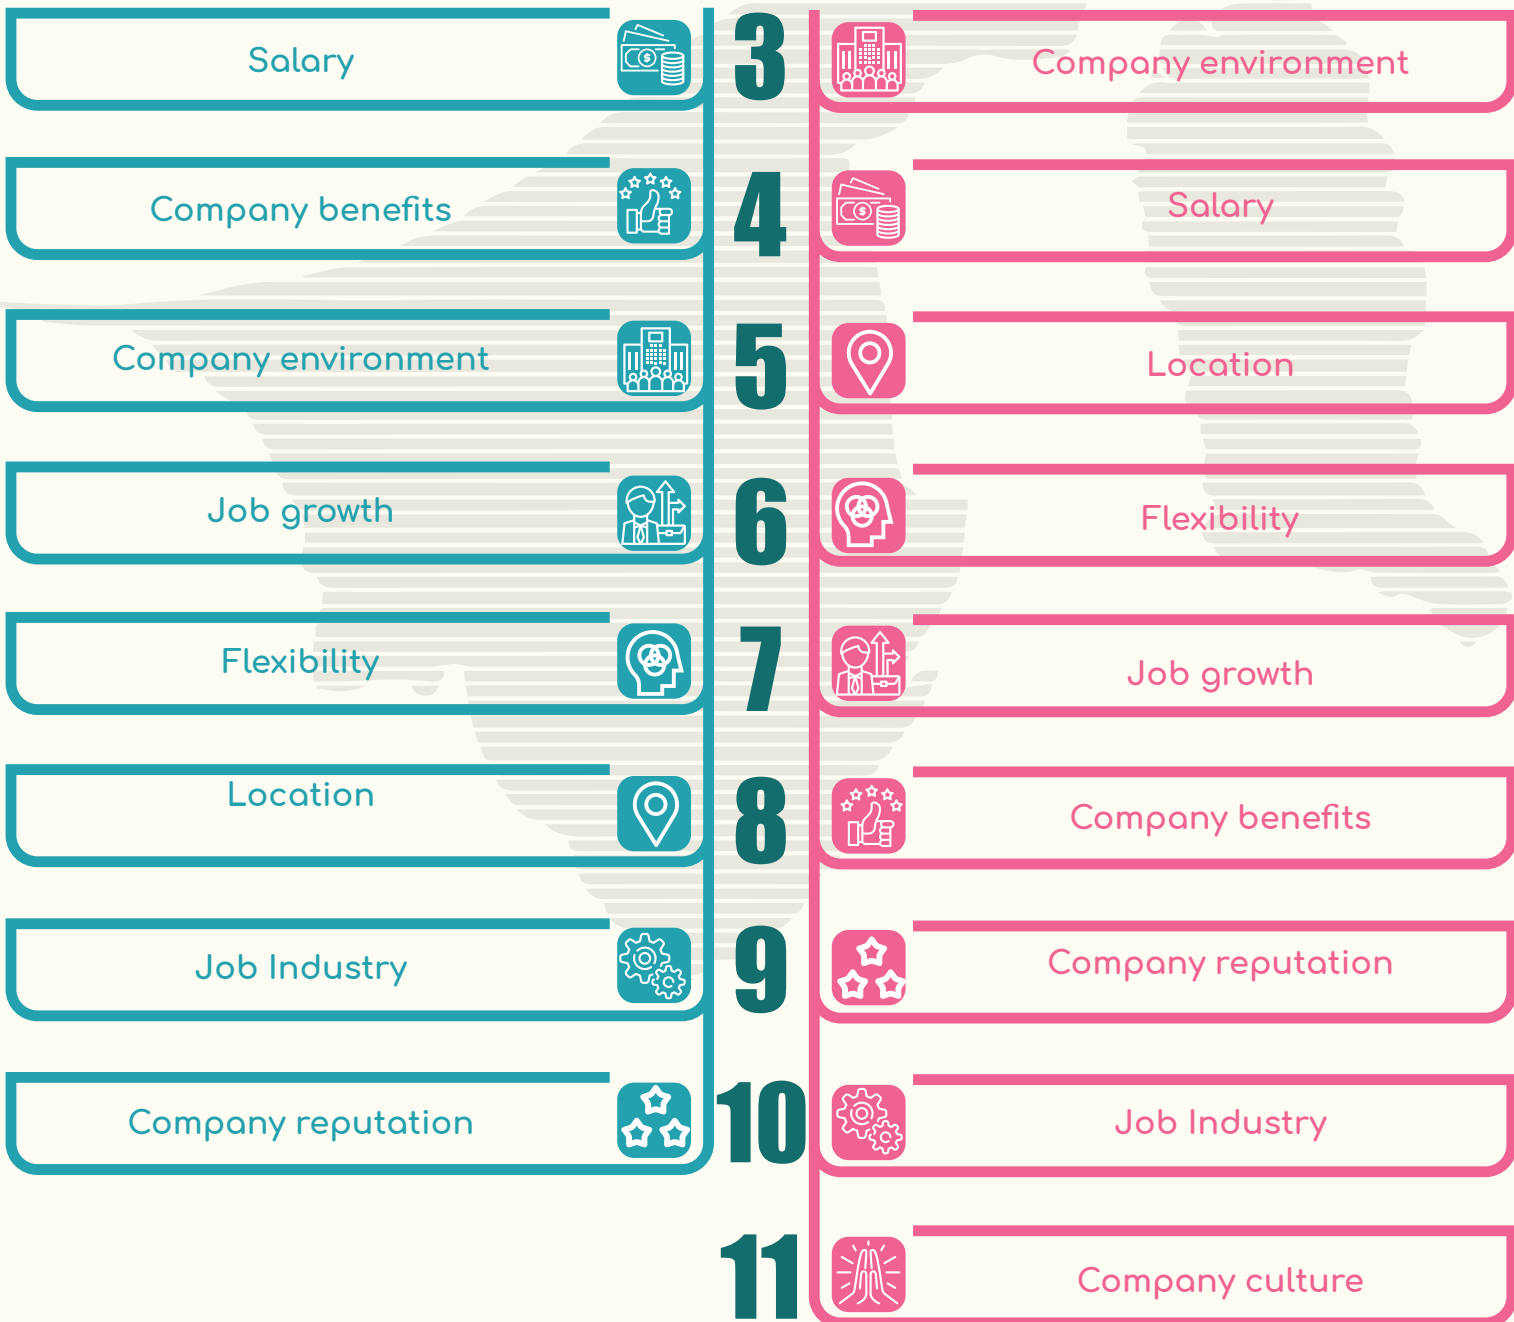 Salary
3
Company environment
Company benefits
4
Salary
Company environment
5
Location
Job growth
6
Flexibility
Flexibility
7
Job growth
Location
8
Company benefits
Job Industry
9
Company reputation
Company reputation
10
Job Industry
11
Company culture